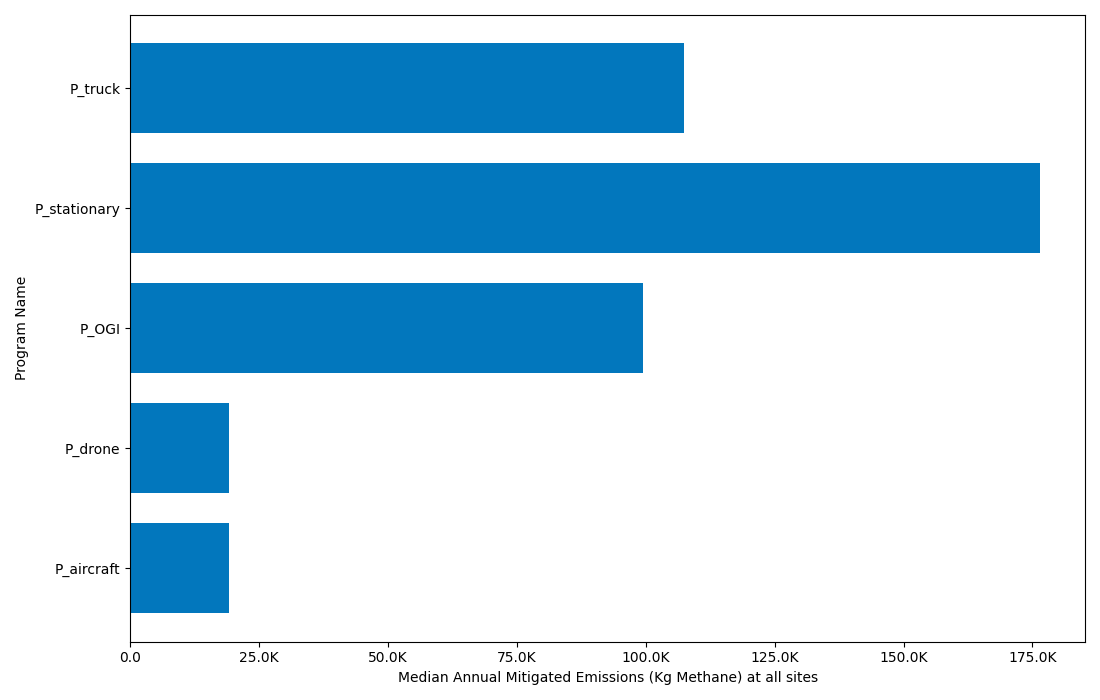 P_truck
P_stationary
P_OGI
P_drone
P_aircraft
Program Name
0.0 25.0K 50.0K 75.0K 100.0K 125.0K 150.0K 175.0K
Median Annual Mitigated Emissions (Kg Methane) at all sites